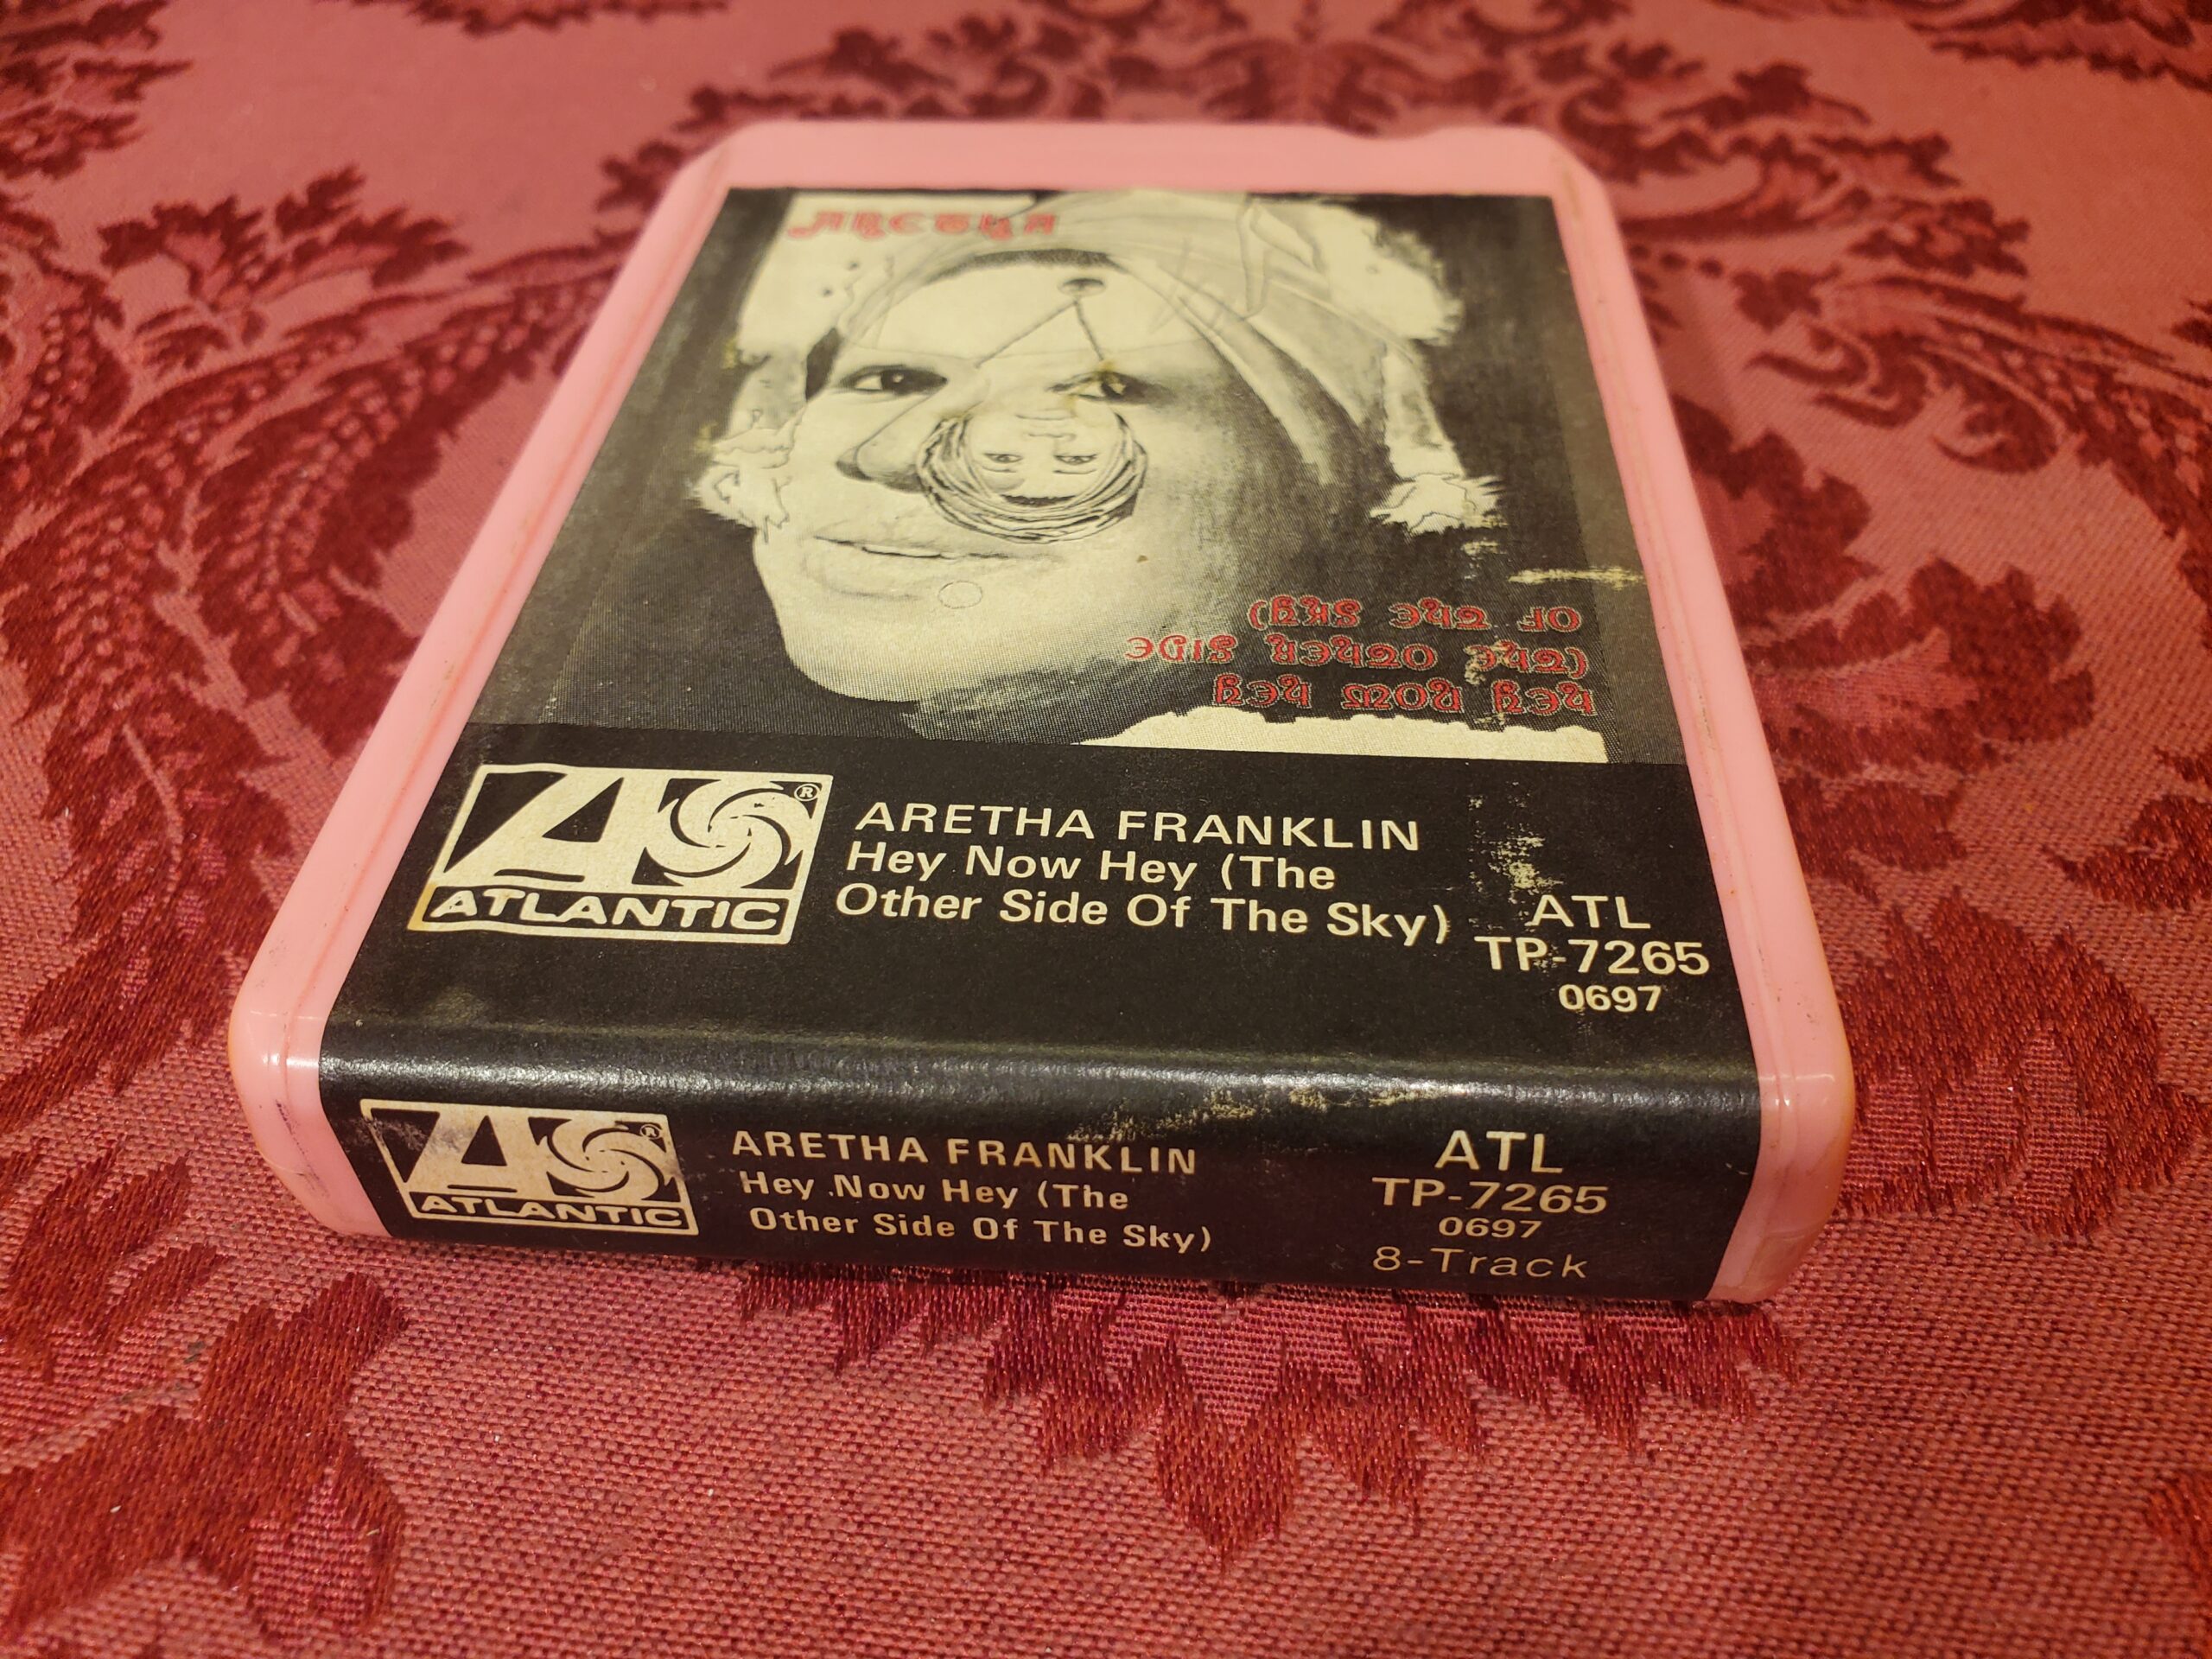 ARETHA
hey now hey
(the other side
of the sky)
®
ATLANTIC
ARETHA FRANKLIN
Hey Now Hey (The
Other Side Of The Sky)
ATL
TP-7265
0697
®
ATLANTIC
ARETHA FRANKLIN
Hey Now Hey (The
Other Side Of The Sky)
ATL
TP-7265
0697
8-Track